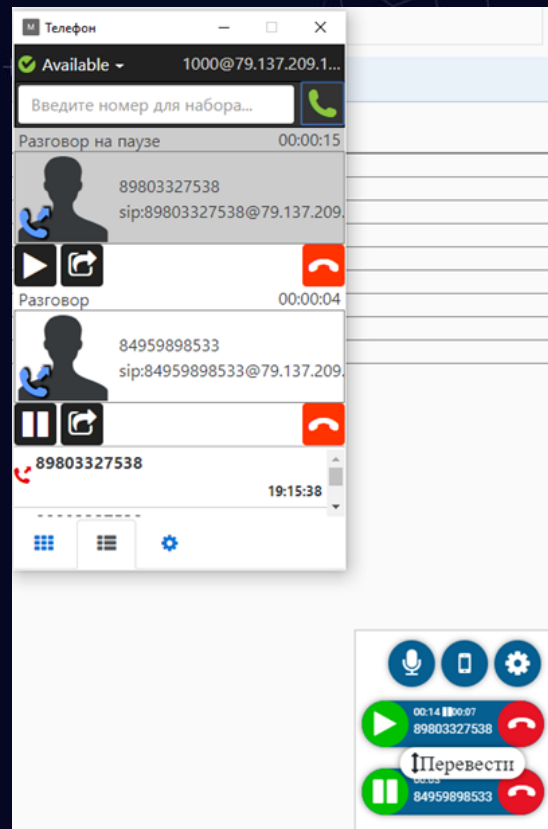 M Телефон
Available
1000@79.137.209.1...
Введите номер для набора...
Разговор на паузе
00:00:15
89803327538
sip:89803327538@79.137.209.
Разговор
00:00:04
84959898533
sip:84959898533@79.137.209.
89803327538
19:15:38
00:14 00:07
89803327538
Перевести
00:03
84959898533